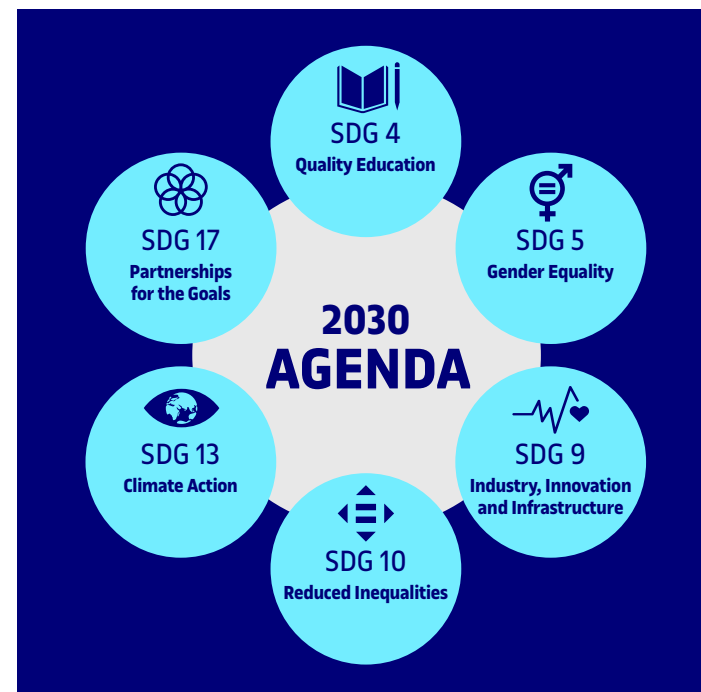 SDG 4
Quality Education
SDG 17
Partnerships
for the Goals
SDG 5
Gender Equality
2030
AGENDA
SDG 13
Climate Action
SDG 9
Industry, Innovation
and Infrastructure
SDG 10
Reduced Inequalities